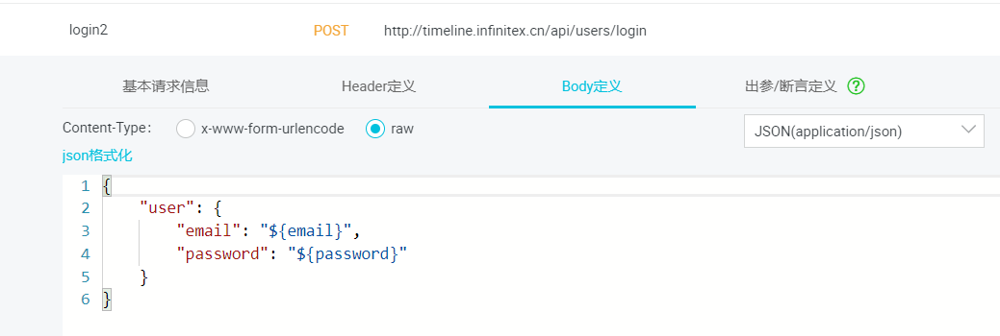 login2 POST http://timeline.infinitex.cn/api/users/login
基本请求信息 Header定义 Body定义 出参/断言定义 ?
Content-Type: x-www-form-urlencode raw JSON(application/json)
json格式化
1 {
2 "user": {
3 "email": "${email}",
4 "password": "${password}"
5 }
6 }